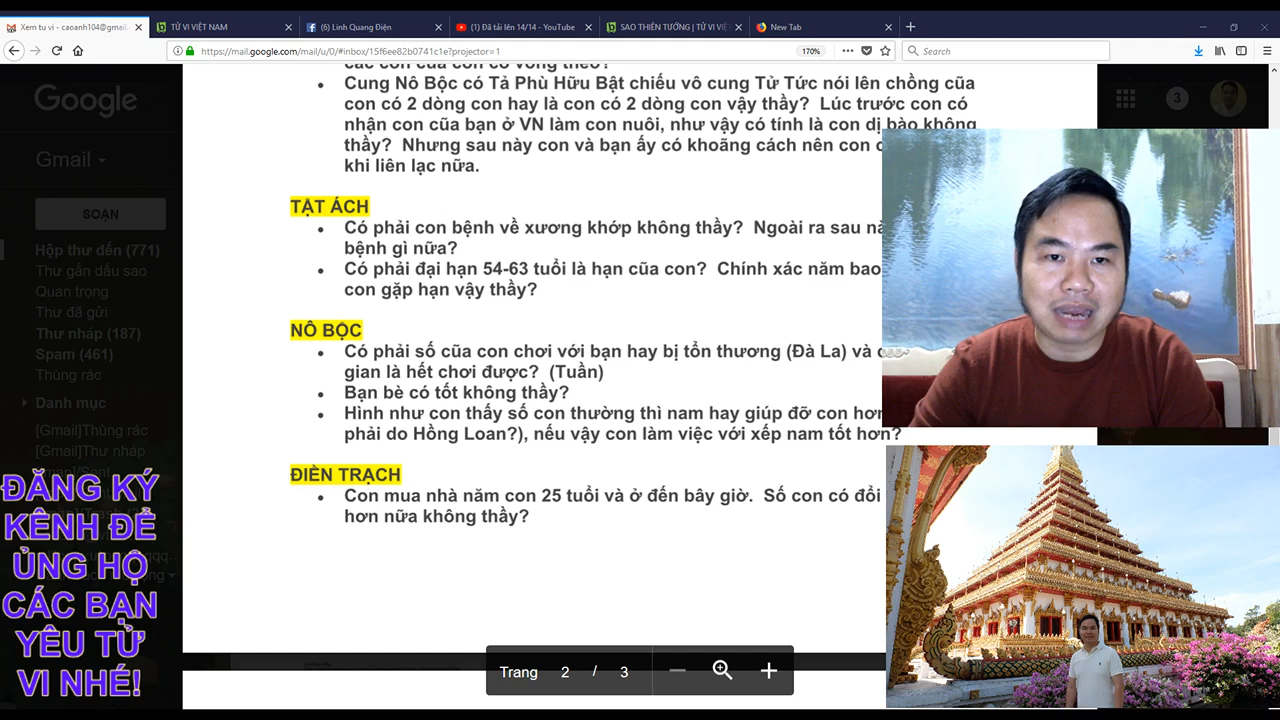 Xem tu vi - caoanh104@gmail.
TỬ VI VIỆT NAM
(6) Linh Quang Điện
(1) Đã tải lên 14/14 - YouTube
SAO THIÊN TƯỚNG | TỬ VI VIỆ
New Tab
https://mail.google.com/mail/u/0/#inbox/15f6ee82b0741c1e?projector=1
170%
Search
Google
3
Gmail
SOẠN
Hộp thư đến (771)
Thư gắn dấu sao
Quan trọng
Thư đã gửi
Thư nháp (187)
Spam (461)
Thùng rác
Danh mục
[Gmail]Thùng rác
[Gmail]Thư nháp
các con của con có vòng theo?
Cung Nô Bộc có Tả Phù Hữu Bật chiếu vô cung Tử Tức nói lên chồng cũa
con có 2 dòng con hay là con có 2 dòng con vậy thầy? Lúc trước con có
nhận con cũa bạn ở VN làm con nuôi, như vậy có tính là con dị bào không
thầy? Nhưng sau này con và bạn ấy có khoãng cách nên con
khi liên lạc nữa.
TẬT ÁCH
Có phải con bệnh về xương khớp không thầy? Ngoài ra sau
bệnh gì nữa?
Có phải đại hạn 54-63 tuổi là hạn cũa con? Chính xác năm bao
con gặp hạn vậy thầy?
NÔ BỘC
Có phải số cũa con chơi với bạn hay bị tổn thương (Đà La) và
gian là hết chơi được? (Tuần)
Bạn bè có tốt không thầy?
Hình như con thấy số con thường thì nam hay giúp đỡ con hơn
phải do Hồng Loan?), nếu vậy con làm việc với xếp nam tốt hơn?
ĐIỀN TRẠCH
Con mua nhà năm con 25 tuổi và ở đến bây giờ. Số con có đổi
hơn nữa không thầy?
Trang 2 / 3
ĐĂNG KÝ
KÊNH ĐỂ
ỦNG HỘ
CÁC BẠN
YÊU TỬ
VI NHÉ!